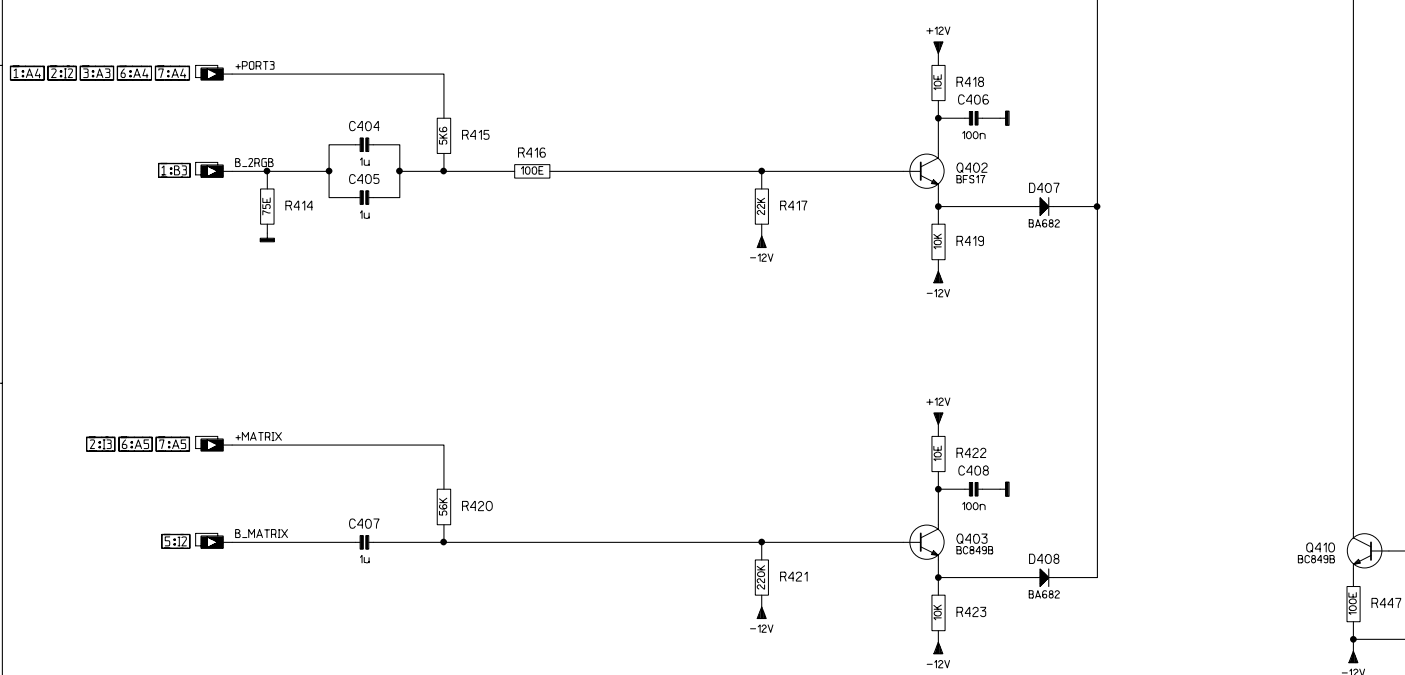 +12V
1:A4 2:I2 3:A3 6:A4 7:A4 +PORT3
10E R418
C406
100n
C404
1u
5K6 R415
R416
100E
1:B3 B_2RGB
C405
1u
Q402
BFS17
75E R414
22K R417
-12V
D407
BA682
10K R419
-12V
+12V
2:I3 6:A5 7:A5 +MATRIX
10E R422
C408
100n
56K R420
C407
1u
5:I2 B_MATRIX
Q403
BC849B
220K R421
-12V
D408
BA682
10K R423
-12V
Q410
BC849B
100E R447
-12V